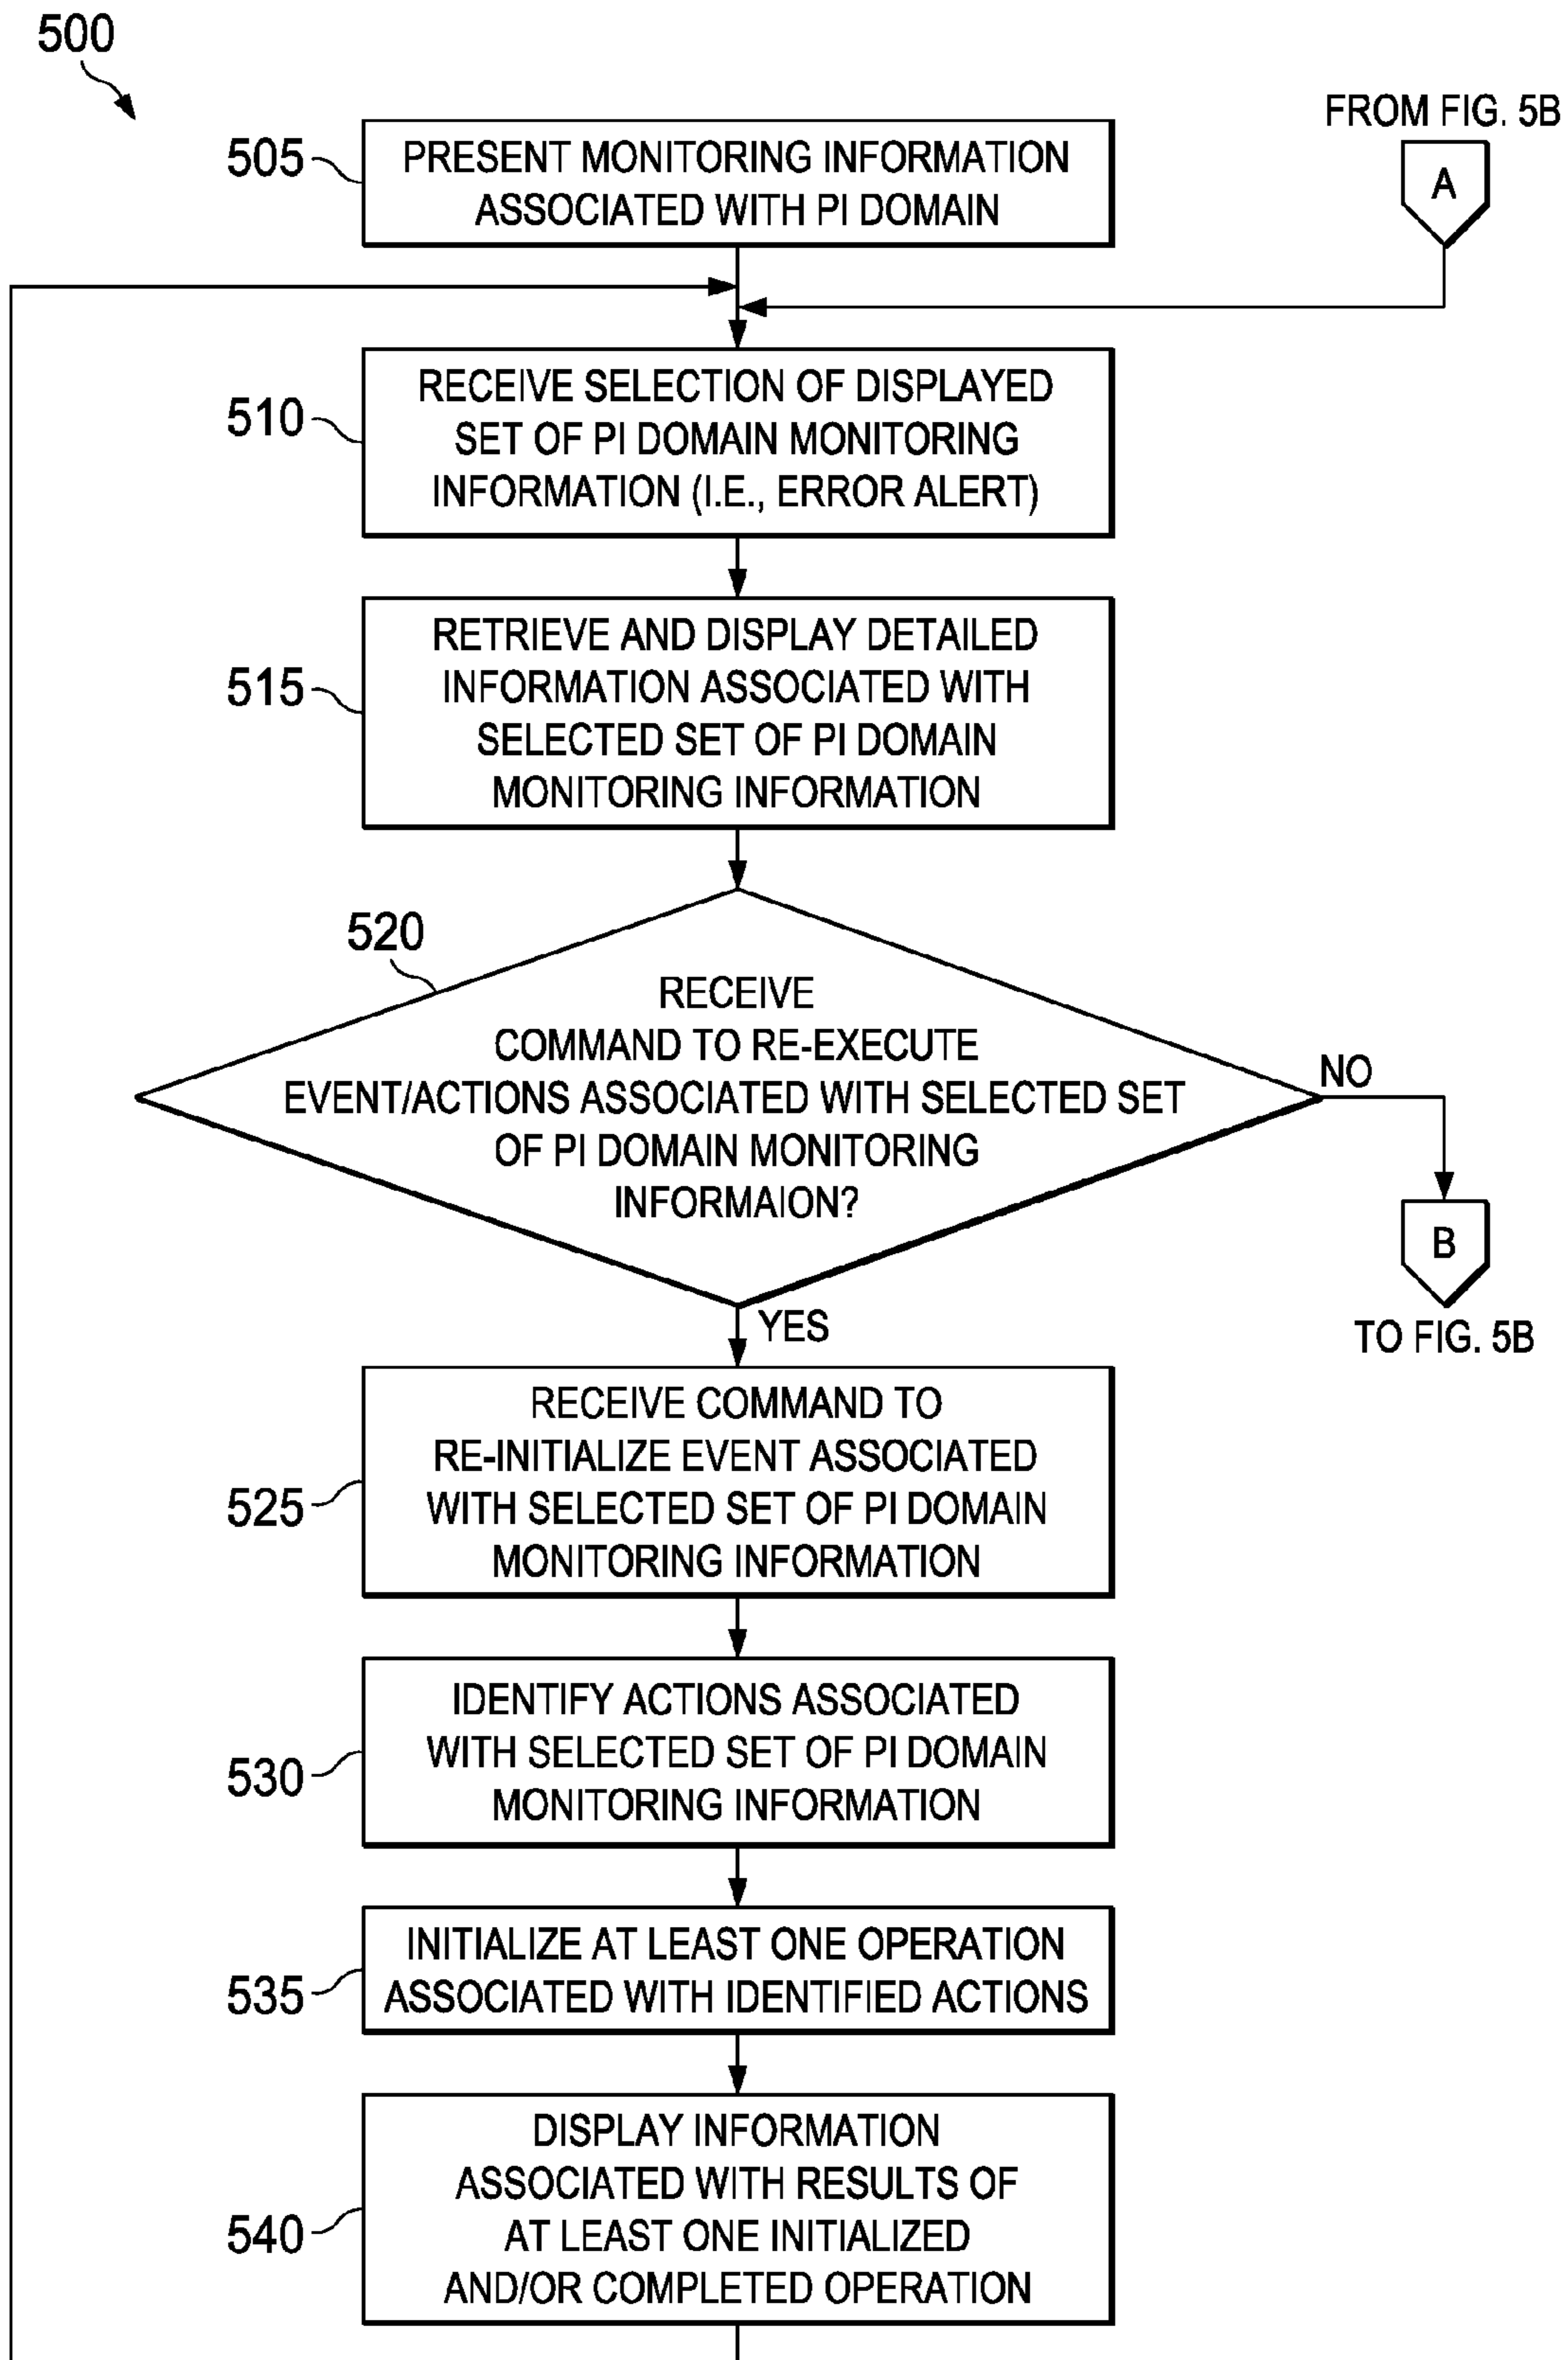 500
FROM FIG. 5B
A
505
PRESENT MONITORING INFORMATION
ASSOCIATED WITH PI DOMAIN
510
RECEIVE SELECTION OF DISPLAYED
SET OF PI DOMAIN MONITORING
INFORMATION (I.E., ERROR ALERT)
515
RETRIEVE AND DISPLAY DETAILED
INFORMATION ASSOCIATED WITH
SELECTED SET OF PI DOMAIN
MONITORING INFORMATION
520
RECEIVE
COMMAND TO RE-EXECUTE
EVENT/ACTIONS ASSOCIATED WITH SELECTED SET
OF PI DOMAIN MONITORING
INFORMAION?
NO
B
TO FIG. 5B
YES
525
RECEIVE COMMAND TO
RE-INITIALIZE EVENT ASSOCIATED
WITH SELECTED SET OF PI DOMAIN
MONITORING INFORMATION
530
IDENTIFY ACTIONS ASSOCIATED
WITH SELECTED SET OF PI DOMAIN
MONITORING INFORMATION
535
INITIALIZE AT LEAST ONE OPERATION
ASSOCIATED WITH IDENTIFIED ACTIONS
540
DISPLAY INFORMATION
ASSOCIATED WITH RESULTS OF
AT LEAST ONE INITIALIZED
AND/OR COMPLETED OPERATION